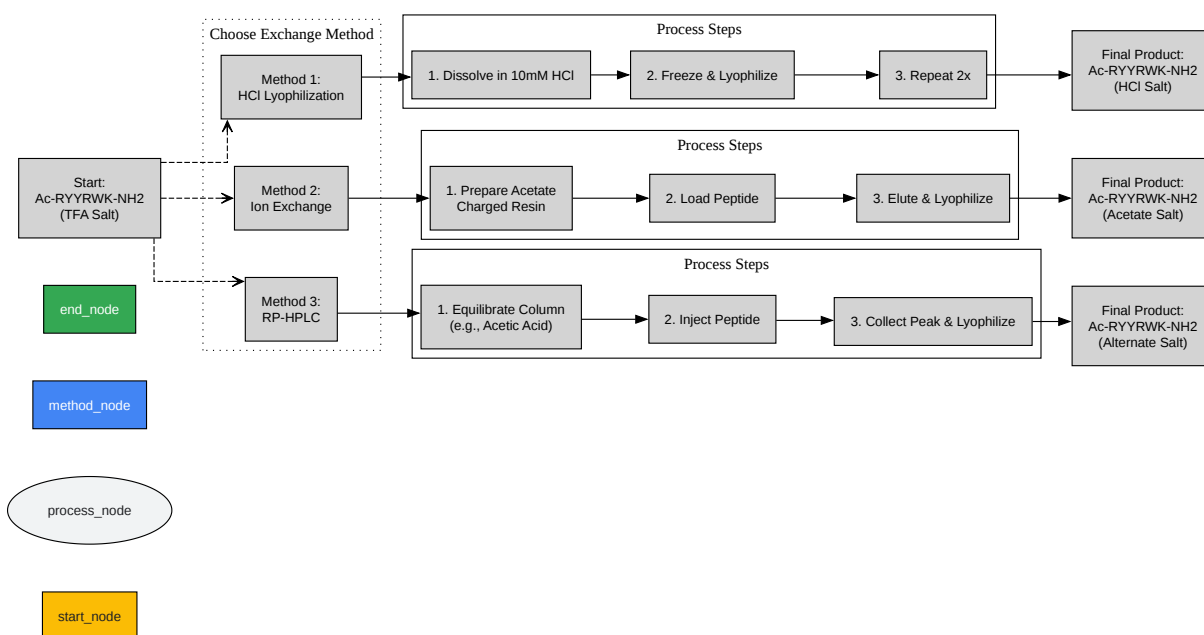 Choose Exchange Method
Process Steps
Method 1:
HCl Lyophilization
1. Dissolve in 10mM HCl
2. Freeze & Lyophilize
3. Repeat 2x
Final Product:
Ac-RYYRWK-NH2
(HCl Salt)
Start:
Ac-RYYRWK-NH2
(TFA Salt)
Method 2:
Ion Exchange
Process Steps
1. Prepare Acetate
Charged Resin
2. Load Peptide
3. Elute & Lyophilize
Final Product:
Ac-RYYRWK-NH2
(Acetate Salt)
Method 3:
RP-HPLC
Process Steps
1. Equilibrate Column
(e.g., Acetic Acid)
2. Inject Peptide
3. Collect Peak & Lyophilize
Final Product:
Ac-RYYRWK-NH2
(Alternate Salt)
end_node
method_node
process_node
start_node